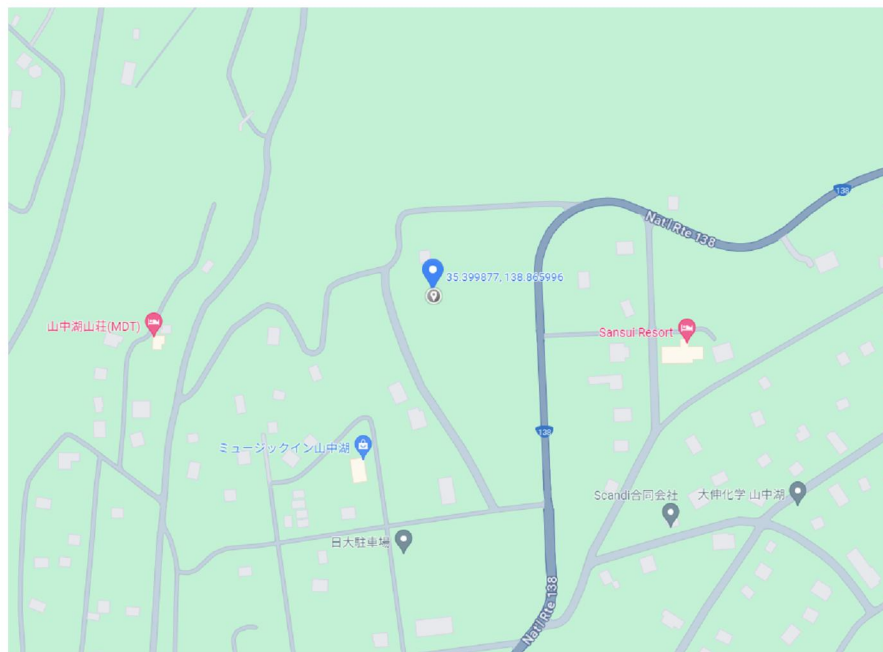 138
Nat'l Rte 138
35.399877, 138.865996
山中湖山荘(MDT)
Sansui Resort
138
ミュージックイン山中湖
Scandi合同会社
大伸化学 山中湖
日大駐車場
Nat'l Rte 138